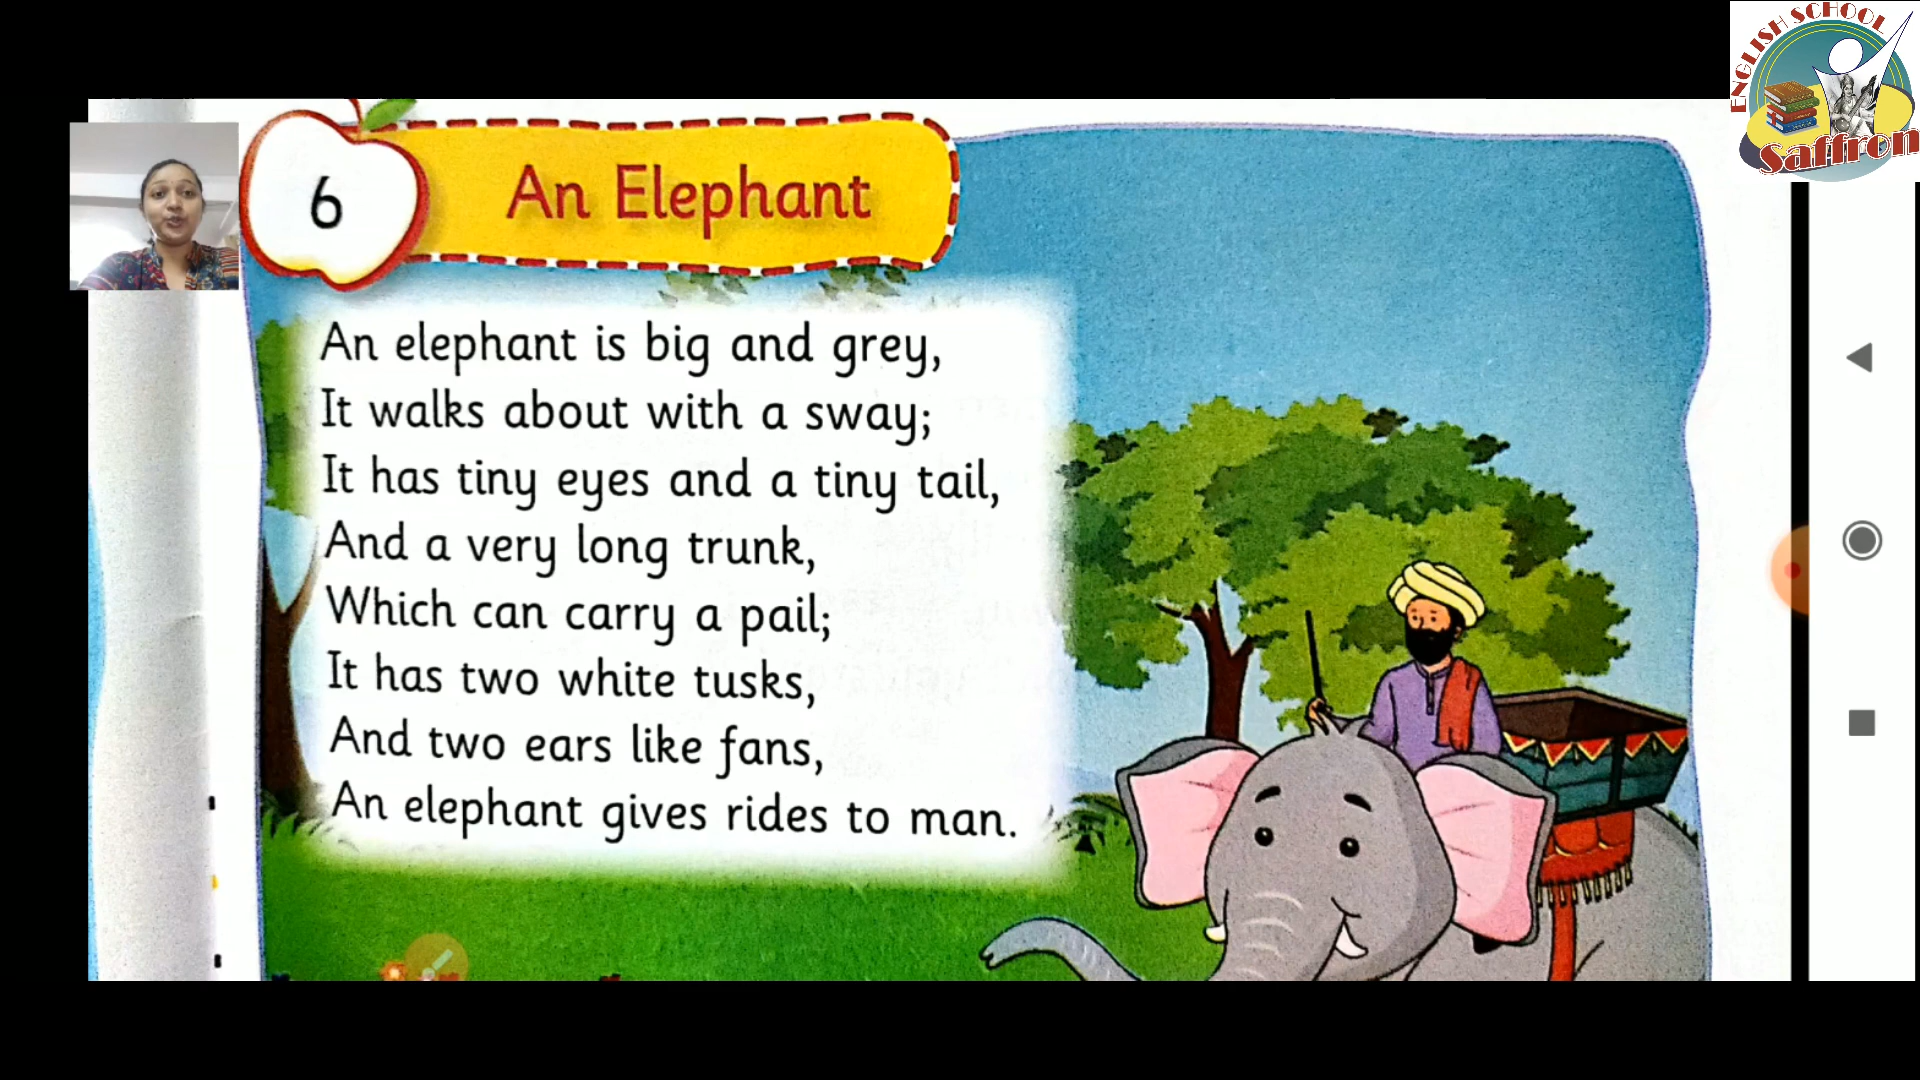 ENGLISH SCHOOL
Saffron
6
An Elephant
An elephant is big and grey,
It walks about with a sway;
It has tiny eyes and a tiny tail,
And a very long trunk,
Which can carry a pail;
It has two white tusks,
And two ears like fans,
An elephant gives rides to man.